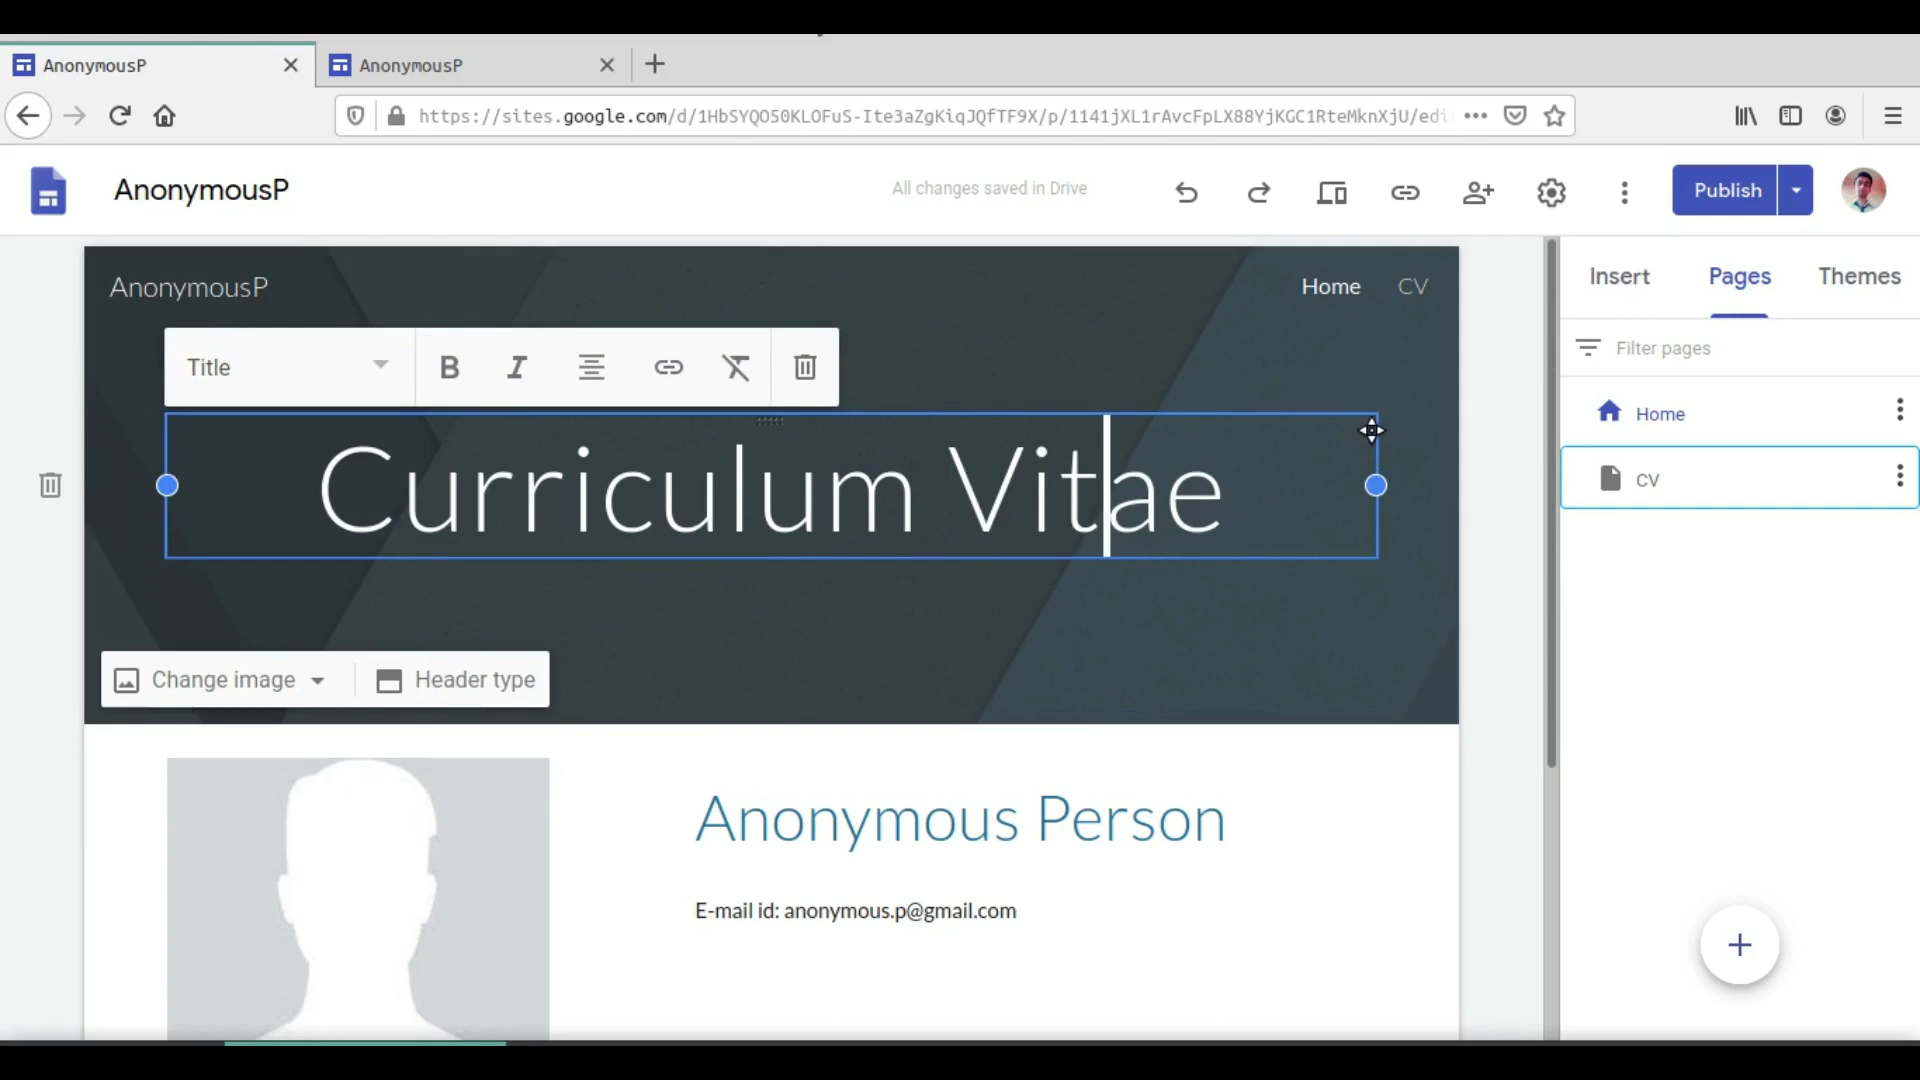 AnonymousP
AnonymousP
https://sites.google.com/d/1HbSYQO50KLOFuS-Ite3aZgKiqJQfTF9X/p/1141jXL1rAvcFpLX88YjKGC1RteMknXjU/edi
AnonymousP
All changes saved in Drive
Publish
Insert
Pages
Themes
AnonymousP
Home
CV
Filter pages
Title
B
I
Home
Curriculum Vitae
CV
Change image
Header type
Anonymous Person
E-mail id: anonymous.p@gmail.com